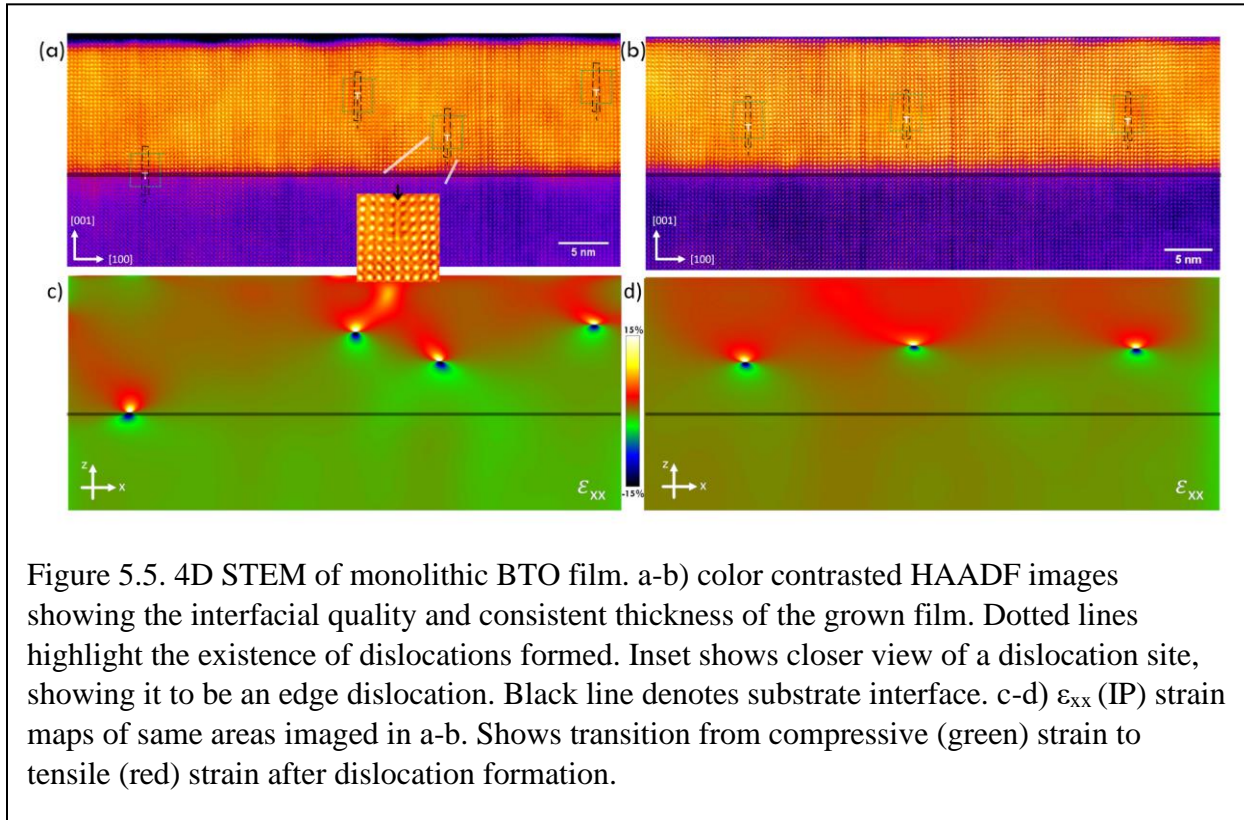 (a)
(b)
[001]
[100]
5 nm
[001]
[100]
5 nm
c)
d)
15%
-15%
z
x
εxx
z
x
εxx
Figure 5.5. 4D STEM of monolithic BTO film. a-b) color contrasted HAADF images
showing the interfacial quality and consistent thickness of the grown film. Dotted lines
highlight the existence of dislocations formed. Inset shows closer view of a dislocation site,
showing it to be an edge dislocation. Black line denotes substrate interface. c-d) εxx (IP) strain
maps of same areas imaged in a-b. Shows transition from compressive (green) strain to
tensile (red) strain after dislocation formation.